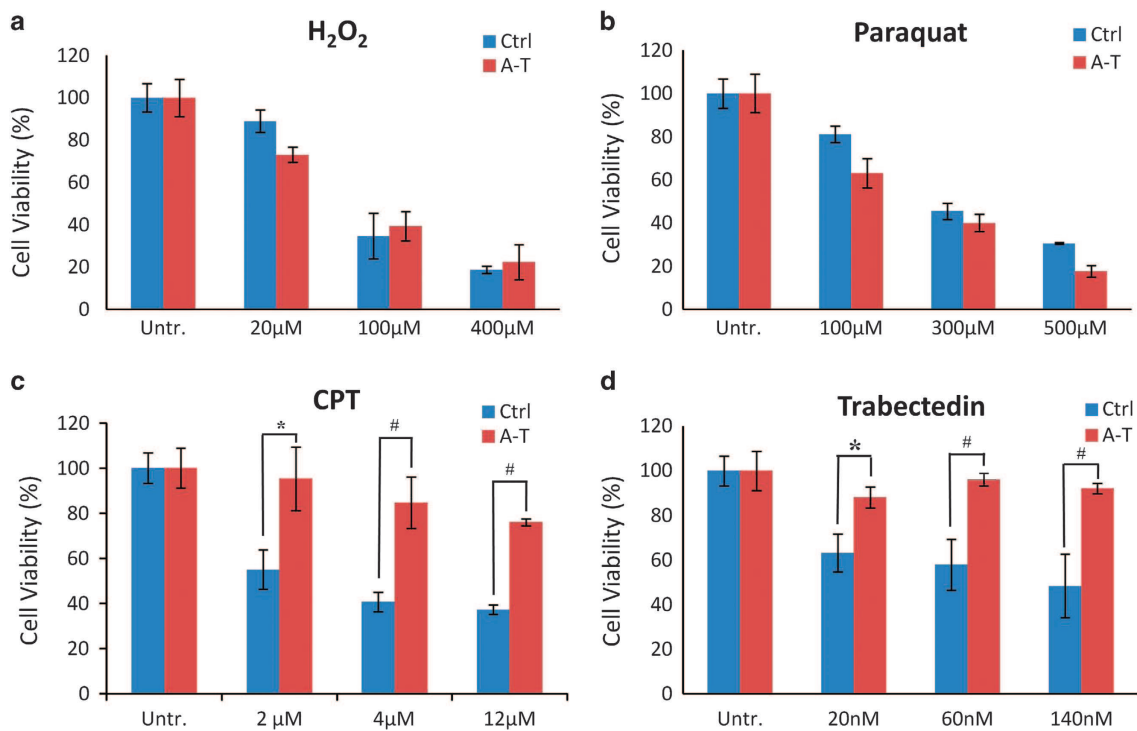 a
H₂O₂
Ctrl
A-T
Cell Viability (%)
120
100
80
60
40
20
0
Untr. 20µM 100µM 400µM
b
Paraquat
Ctrl
A-T
Cell Viability (%)
120
100
80
60
40
20
0
Untr. 100µM 300µM 500µM
c
CPT
Ctrl
A-T
Cell Viability (%)
120
100
80
60
40
20
0
* # #
Untr. 2 µM 4µM 12µM
d
Trabectedin
Ctrl
A-T
Cell Viability (%)
120
100
80
60
40
20
0
* # #
Untr. 20nM 60nM 140nM